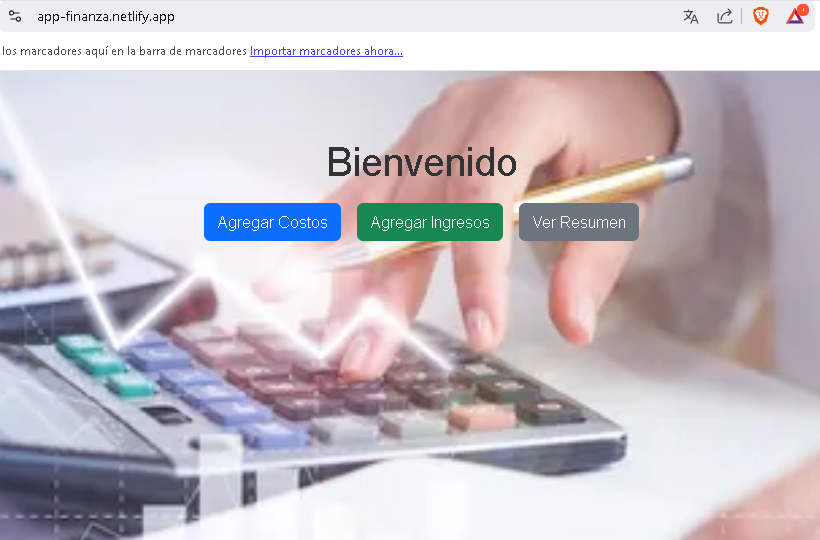 app-finanza.netlify.app
los marcadores aquí en la barra de marcadores Importar marcadores ahora...
Bienvenido
Agregar Costos Agregar Ingresos Ver Resumen